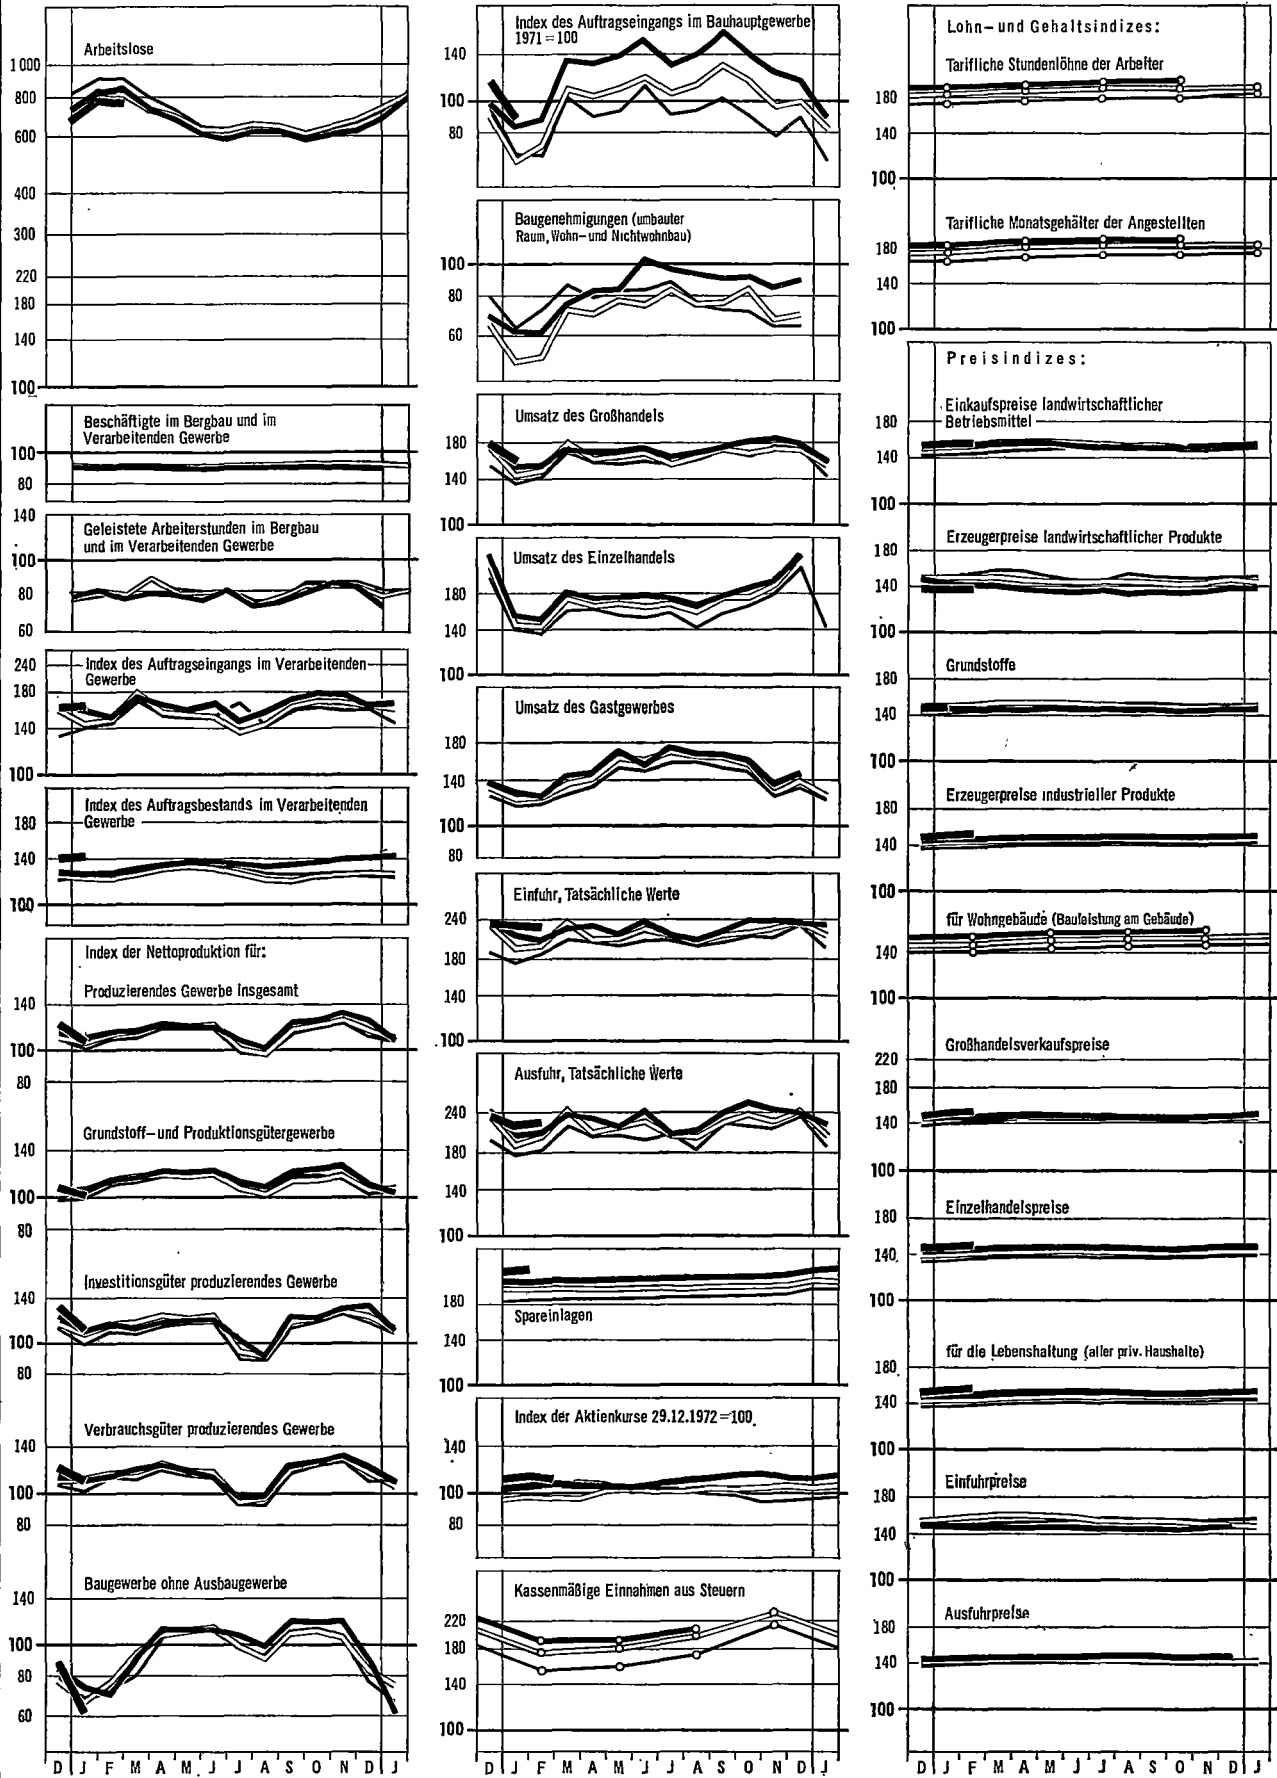 Arbeitslose
1 000
800
600
400
300
220
180
140
100
Beschäftigte im Bergbau und im
Verarbeitenden Gewerbe
100
80
140
Geleistete Arbeiterstunden im Bergbau
und im Verarbeitenden Gewerbe
100
80
60
240
Index des Auftragseingangs im Verarbeitenden
Gewerbe
180
140
100
Index des Auftragsbestands im Verarbeitenden
Gewerbe
180
140
100
Index der Nettoproduktion für:
Produzierendes Gewerbe insgesamt
140
100
80
Grundstoff- und Produktionsgütergewerbe
140
100
80
Investitionsgüter produzierendes Gewerbe
140
100
80
Verbrauchsgüter produzierendes Gewerbe
140
100
80
Baugewerbe ohne Ausbaugewerbe
140
100
80
60
D J F M A M J J A S O N D J
Index des Auftragseingangs im Bauhauptgewerbe
1971=100
140
100
80
Baugenehmigungen (umbauter
Raum, Wohn- und Nichtwohnbau)
100
80
60
Umsatz des Großhandels
180
140
100
Umsatz des Einzelhandels
180
140
100
Umsatz des Gastgewerbes
180
140
100
80
Einfuhr, Tatsächliche Werte
240
180
140
100
Ausfuhr, Tatsächliche Werte
240
180
140
100
180
Spareinlagen
140
100
Index der Aktienkurse 29.12.1972=100
140
100
80
Kassenmäßige Einnahmen aus Steuern
220
180
140
100
D J F M A M J J A S O N D J
Lohn- und Gehaltsindizes:
Tarifliche Stundenlöhne der Arbeiter
180
140
100
Tarifliche Monatsgehälter der Angestellten
180
140
100
Preisindizes:
Einkaufspreise landwirtschaftlicher
Betriebsmittel
180
140
100
Erzeugerpreise landwirtschaftlicher Produkte
180
140
100
Grundstoffe
180
140
100
Erzeugerpreise industrieller Produkte
180
140
100
für Wohngebäude (Bauleistung am Gebäude)
140
100
Großhandelsverkaufspreise
220
180
140
100
Einzelhandelspreise
180
140
100
für die Lebenshaltung (aller priv. Haushalte)
180
140
100
Einfuhrpreise
180
140
100
Ausfuhrpreise
180
140
100
D J F M A M J J A S O N D J